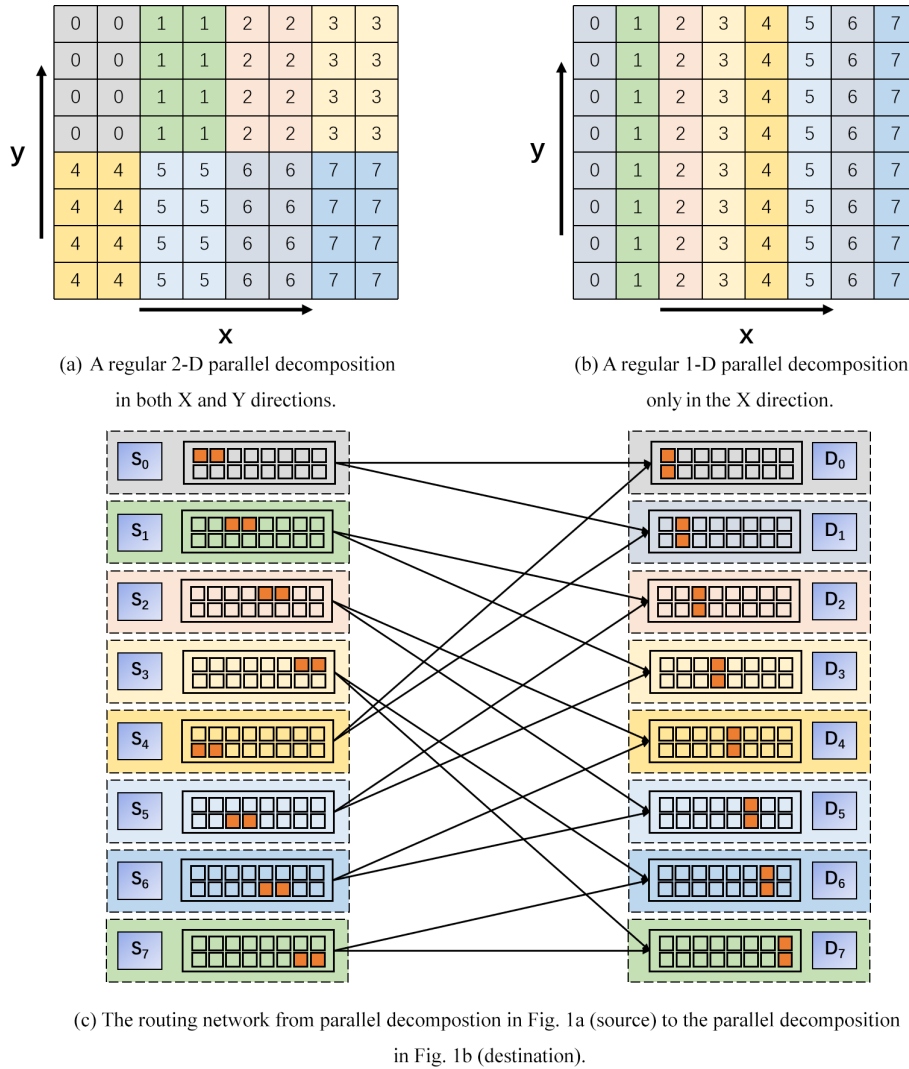 0 0 1 1 2 2 3 3
0 0 1 1 2 2 3 3
0 0 1 1 2 2 3 3
0 0 1 1 2 2 3 3
4 4 5 5 6 6 7 7
4 4 5 5 6 6 7 7
4 4 5 5 6 6 7 7
4 4 5 5 6 6 7 7
y
x
(a) A regular 2-D parallel decomposition
in both X and Y directions.
0 1 2 3 4 5 6 7
0 1 2 3 4 5 6 7
0 1 2 3 4 5 6 7
0 1 2 3 4 5 6 7
0 1 2 3 4 5 6 7
0 1 2 3 4 5 6 7
0 1 2 3 4 5 6 7
0 1 2 3 4 5 6 7
y
x
(b) A regular 1-D parallel decomposition
only in the X direction.
S₀ D₀
S₁ D₁
S₂ D₂
S₃ D₃
S₄ D₄
S₅ D₅
S₆ D₆
S₇ D₇
(c) The routing network from parallel decompostion in Fig. 1a (source) to the parallel decomposition
in Fig. 1b (destination).